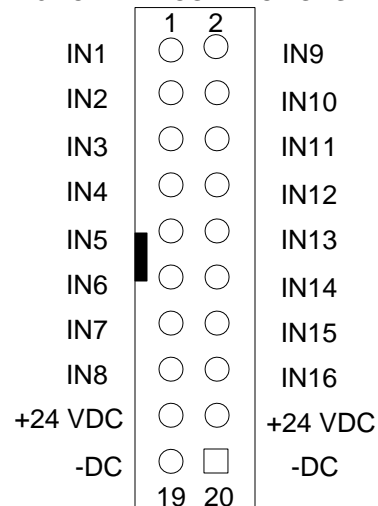 1 2
IN1 IN9
IN2 IN10
IN3 IN11
IN4 IN12
IN5 IN13
IN6 IN14
IN7 IN15
IN8 IN16
+24 VDC +24 VDC
-DC -DC
19 20